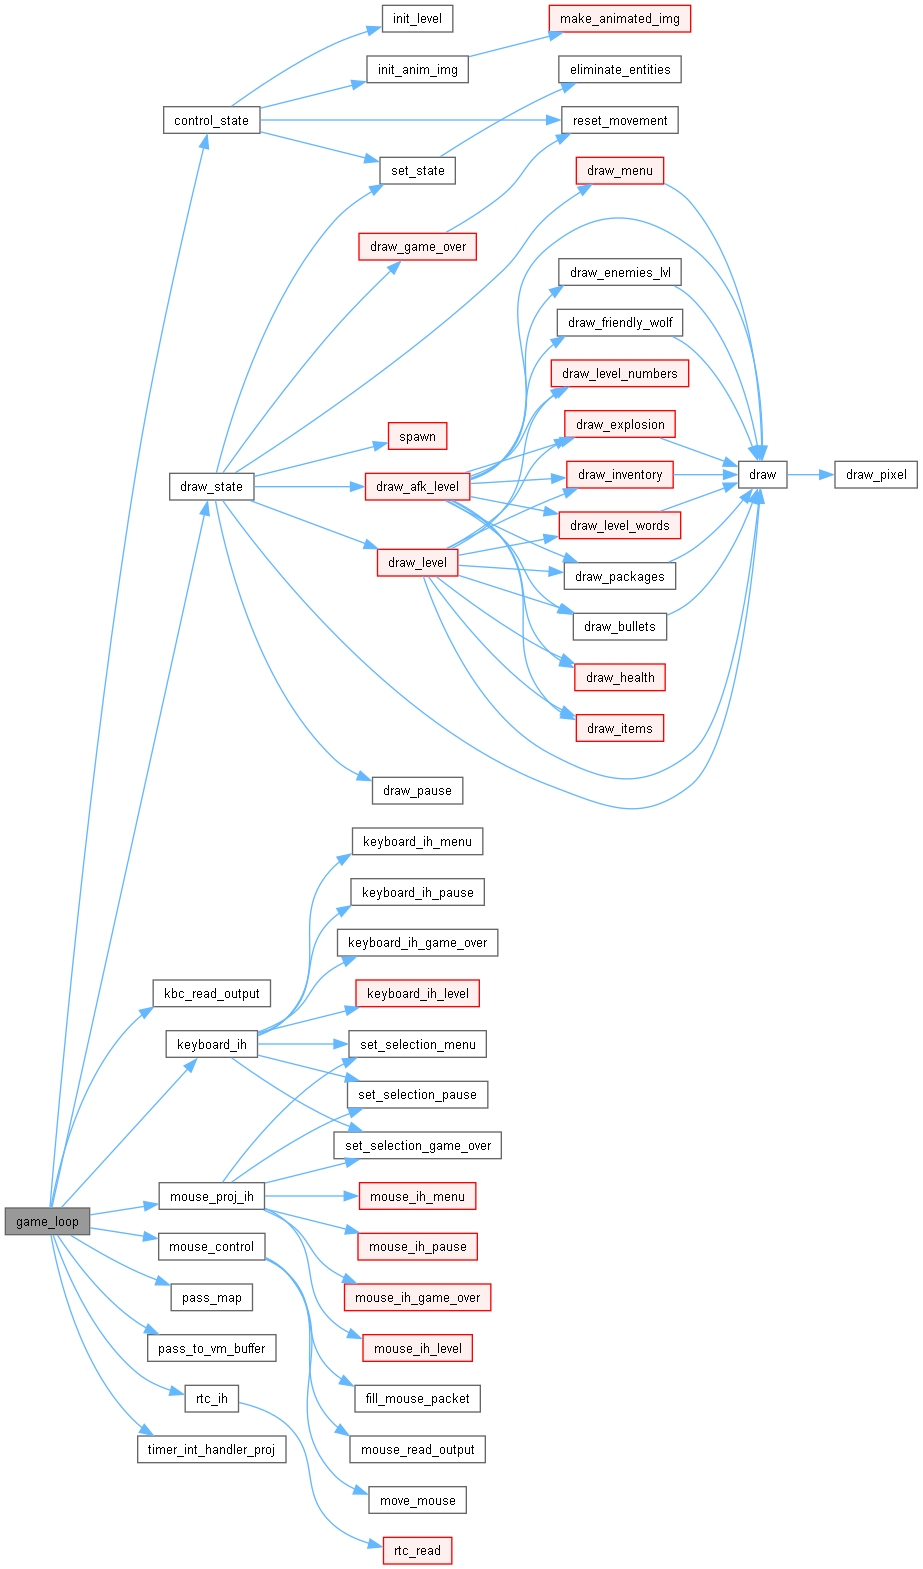 init_level
make_animated_img
init_anim_img
eliminate_entities
control_state
reset_movement
set_state
draw_menu
draw_game_over
draw_enemies_lvl
draw_friendly_wolf
draw_level_numbers
draw_explosion
spawn
draw_inventory
draw
draw_pixel
draw_state
draw_afk_level
draw_level_words
draw_level
draw_packages
draw_bullets
draw_health
draw_items
draw_pause
keyboard_ih_menu
keyboard_ih_pause
keyboard_ih_game_over
kbc_read_output
keyboard_ih_level
keyboard_ih
set_selection_menu
set_selection_pause
set_selection_game_over
mouse_proj_ih
mouse_ih_menu
game_loop
mouse_control
mouse_ih_pause
pass_map
mouse_ih_game_over
pass_to_vm_buffer
mouse_ih_level
rtc_ih
fill_mouse_packet
timer_int_handler_proj
mouse_read_output
move_mouse
rtc_read